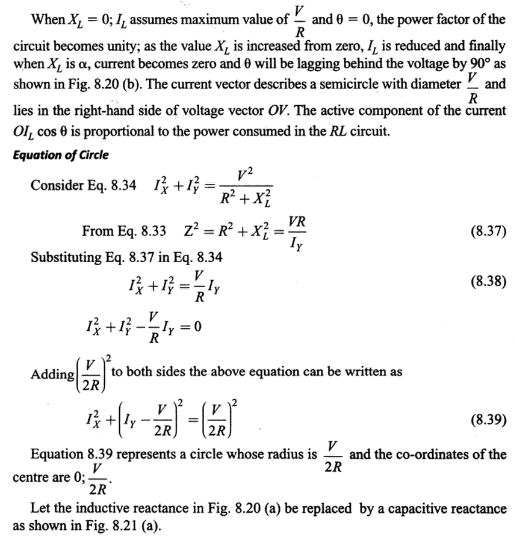 When X_L = 0; I_L assumes maximum value of V/R and θ = 0, the power factor of the
circuit becomes unity; as the value X_L is increased from zero, I_L is reduced and finally
when X_L is α, current becomes zero and θ will be lagging behind the voltage by 90° as
shown in Fig. 8.20 (b). The current vector describes a semicircle with diameter V/R and
lies in the right-hand side of voltage vector OV. The active component of the current
OI_L cos θ is proportional to the power consumed in the RL circuit.
Equation of Circle
Consider Eq. 8.34 I_X^2 + I_Y^2 = V^2/(R^2 + X_L^2)
From Eq. 8.33 Z^2 = R^2 + X_L^2 = VR/I_Y (8.37)
Substituting Eq. 8.37 in Eq. 8.34
I_X^2 + I_Y^2 = V/R I_Y (8.38)
I_X^2 + I_Y^2 − V/R I_Y = 0
Adding (V/2R)^2 to both sides the above equation can be written as
I_X^2 + (I_Y − V/2R)^2 = (V/2R)^2 (8.39)
Equation 8.39 represents a circle whose radius is V/2R and the co-ordinates of the
centre are 0; V/2R.
Let the inductive reactance in Fig. 8.20 (a) be replaced by a capacitive reactance
as shown in Fig. 8.21 (a).